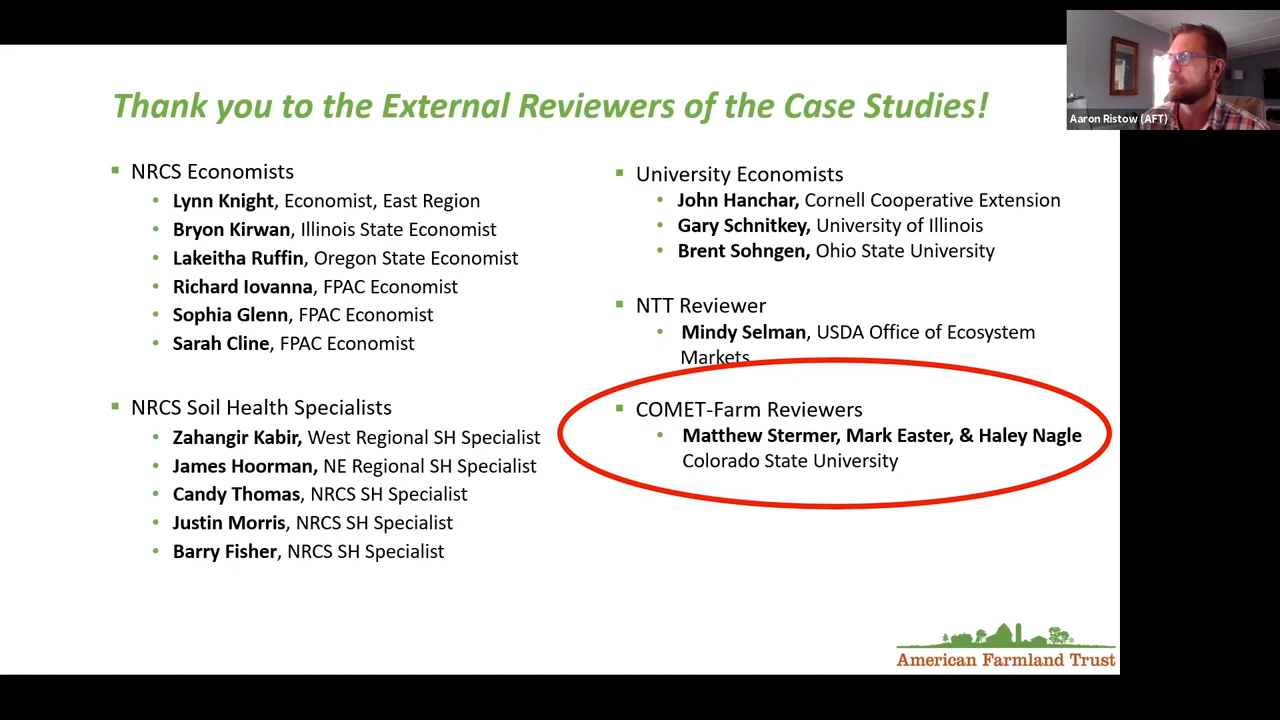 Thank you to the External Reviewers of the Case Studies!
Aaron Ristow (AFT)
NRCS Economists
Lynn Knight, Economist, East Region
Bryon Kirwan, Illinois State Economist
Lakeitha Ruffin, Oregon State Economist
Richard Iovanna, FPAC Economist
Sophia Glenn, FPAC Economist
Sarah Cline, FPAC Economist
NRCS Soil Health Specialists
Zahangir Kabir, West Regional SH Specialist
James Hoorman, NE Regional SH Specialist
Candy Thomas, NRCS SH Specialist
Justin Morris, NRCS SH Specialist
Barry Fisher, NRCS SH Specialist
University Economists
John Hanchar, Cornell Cooperative Extension
Gary Schnitkey, University of Illinois
Brent Sohngen, Ohio State University
NTT Reviewer
Mindy Selman, USDA Office of Ecosystem
Markets
COMET-Farm Reviewers
Matthew Stermer, Mark Easter, & Haley Nagle
Colorado State University
American Farmland Trust